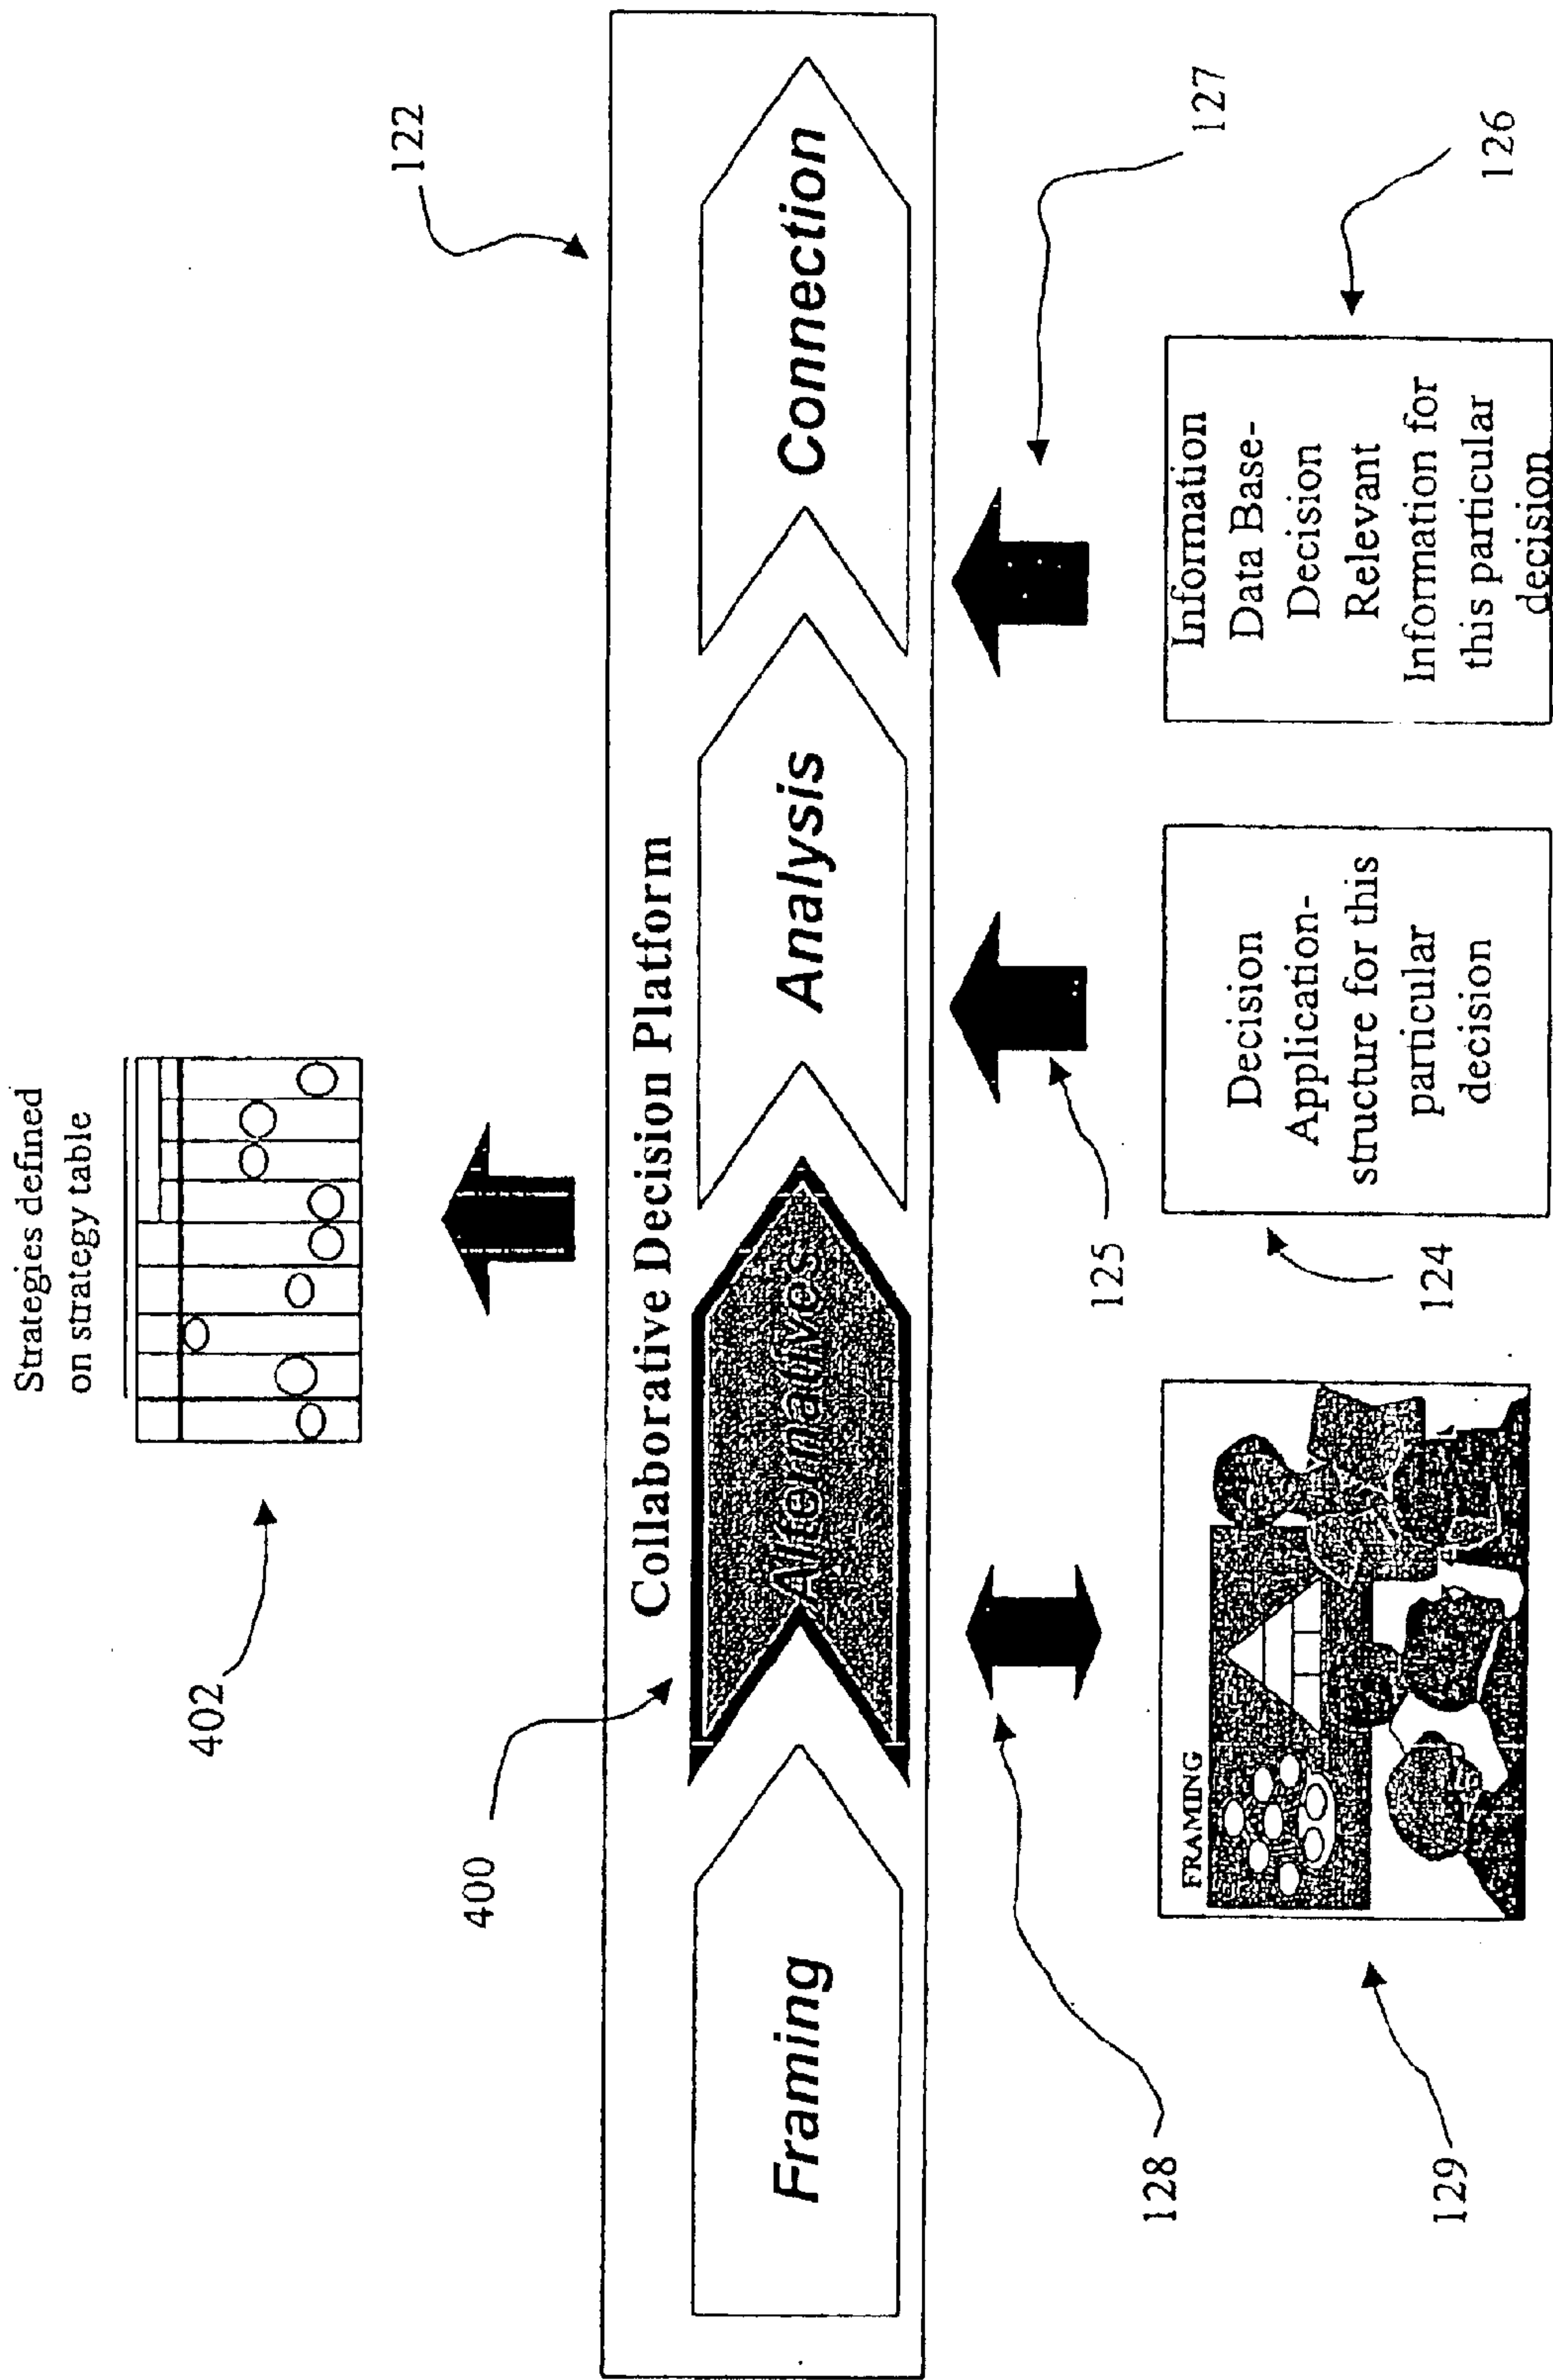 Strategies defined
on strategy table
402
122
400
Collaborative Decision Platform
Framing
Alternatives
Analysis
Connection
128
125
127
129
FRAMING
124
Decision
Application-
structure for this
particular
decision
126
Information
Data Base-
Decision
Relevant
Information for
this particular
decision